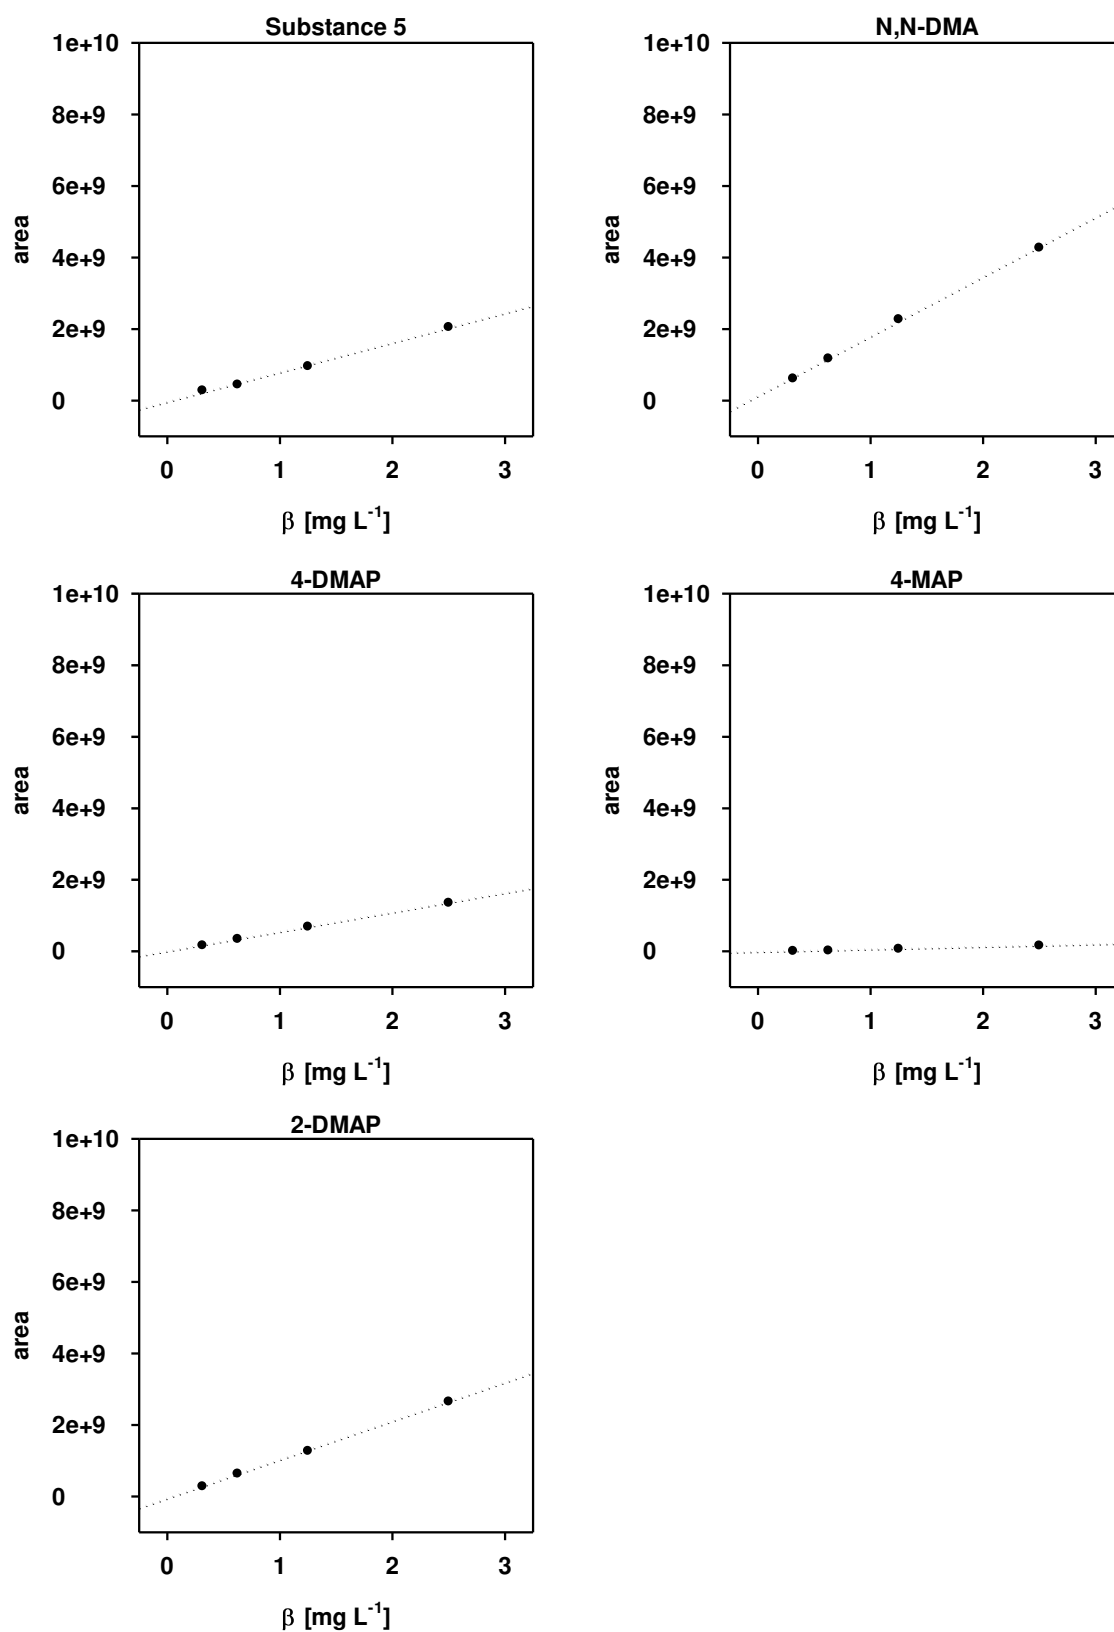 Substance 5
1e+10
8e+9
6e+9
4e+9
2e+9
0
area
0 1 2 3
β [mg L⁻¹]
N,N-DMA
1e+10
8e+9
6e+9
4e+9
2e+9
0
area
0 1 2 3
β [mg L⁻¹]
4-DMAP
1e+10
8e+9
6e+9
4e+9
2e+9
0
area
0 1 2 3
β [mg L⁻¹]
4-MAP
1e+10
8e+9
6e+9
4e+9
2e+9
0
area
0 1 2 3
β [mg L⁻¹]
2-DMAP
1e+10
8e+9
6e+9
4e+9
2e+9
0
area
0 1 2 3
β [mg L⁻¹]